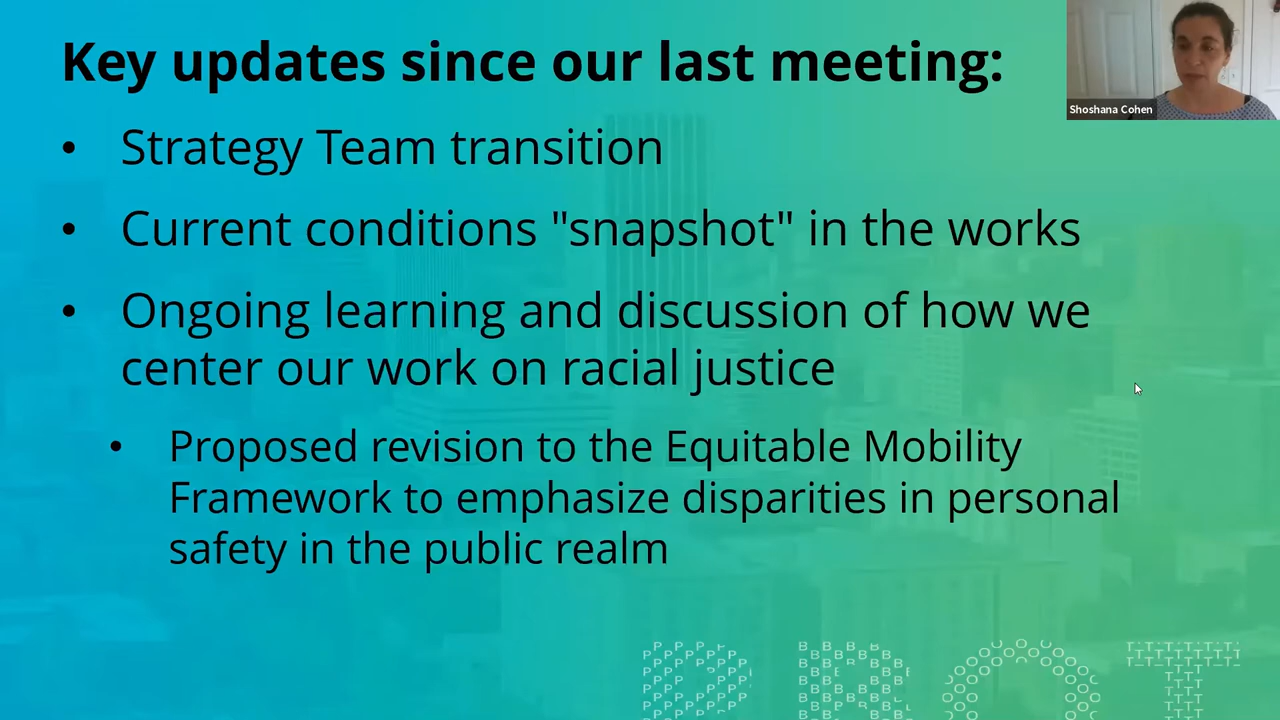 Key updates since our last meeting:
Shoshana Cohen
• Strategy Team transition
• Current conditions "snapshot" in the works
• Ongoing learning and discussion of how we
center our work on racial justice
• Proposed revision to the Equitable Mobility
Framework to emphasize disparities in personal
safety in the public realm
PBOT